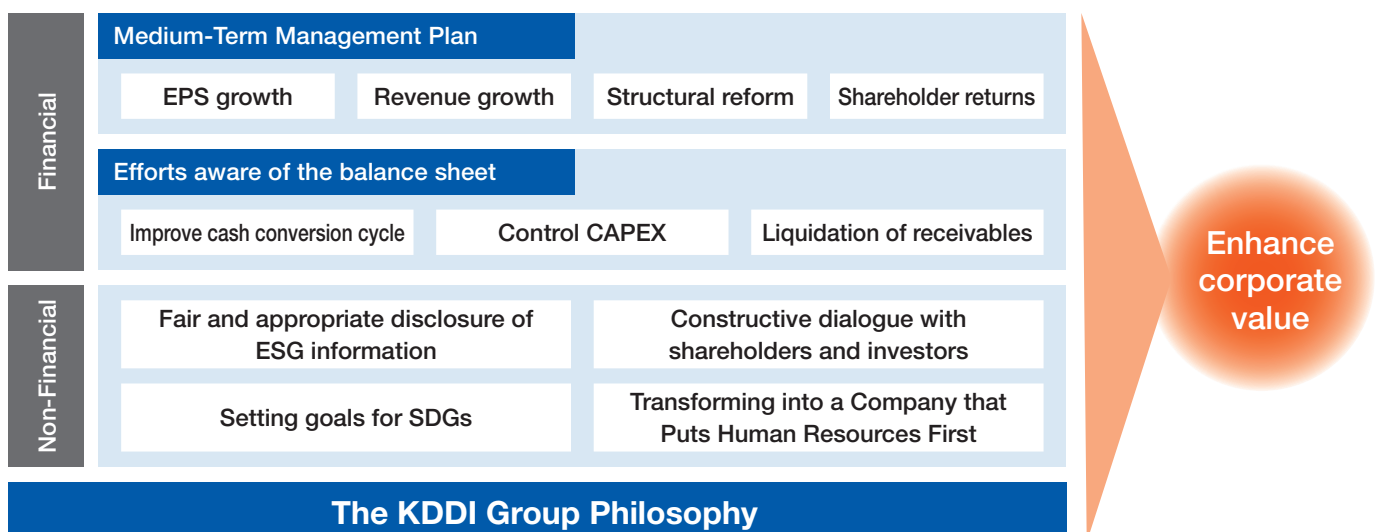 Financial
Medium-Term Management Plan
EPS growth
Revenue growth
Structural reform
Shareholder returns
Efforts aware of the balance sheet
Improve cash conversion cycle
Control CAPEX
Liquidation of receivables
Non-Financial
Fair and appropriate disclosure of
ESG information
Constructive dialogue with
shareholders and investors
Setting goals for SDGs
Transforming into a Company that
Puts Human Resources First
The KDDI Group Philosophy
Enhance
corporate
value